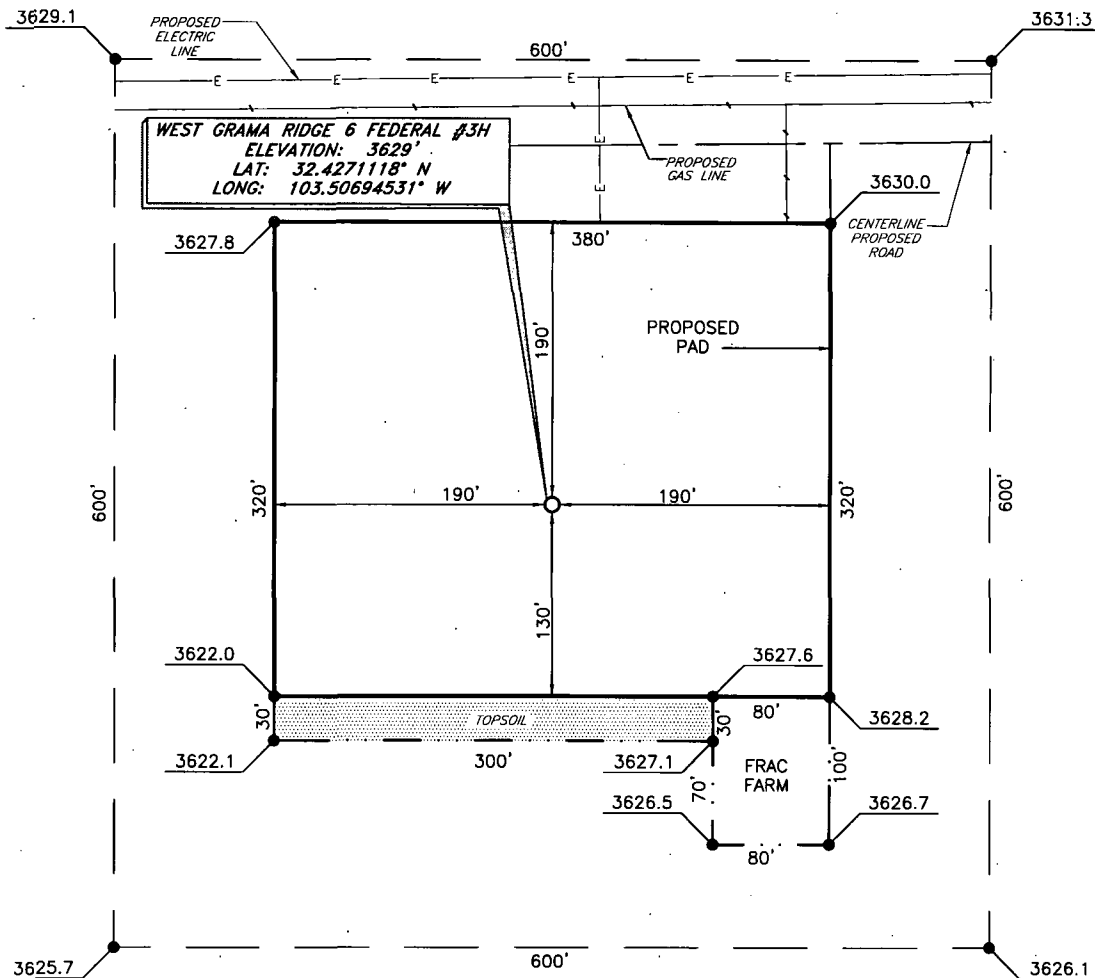 3629.1
PROPOSED
ELECTRIC
LINE
600'
3631.3
E E E E E E
WEST GRAMA RIDGE 6 FEDERAL #3H
ELEVATION: 3629'
LAT: 32.4271118° N
LONG: 103.50694531° W
E
E
PROPOSED
GAS LINE
3630.0
CENTERLINE
PROPOSED
ROAD
3627.8
380'
PROPOSED
PAD
190'
600'
320'
190'
190'
320'
600'
130'
3622.0
3627.6
30'
TOPSOIL
30'
80'
3628.2
3622.1
300'
3627.1
FRAC
FARM
100'
70'
3626.5
3626.7
80'
3625.7
600'
3626.1